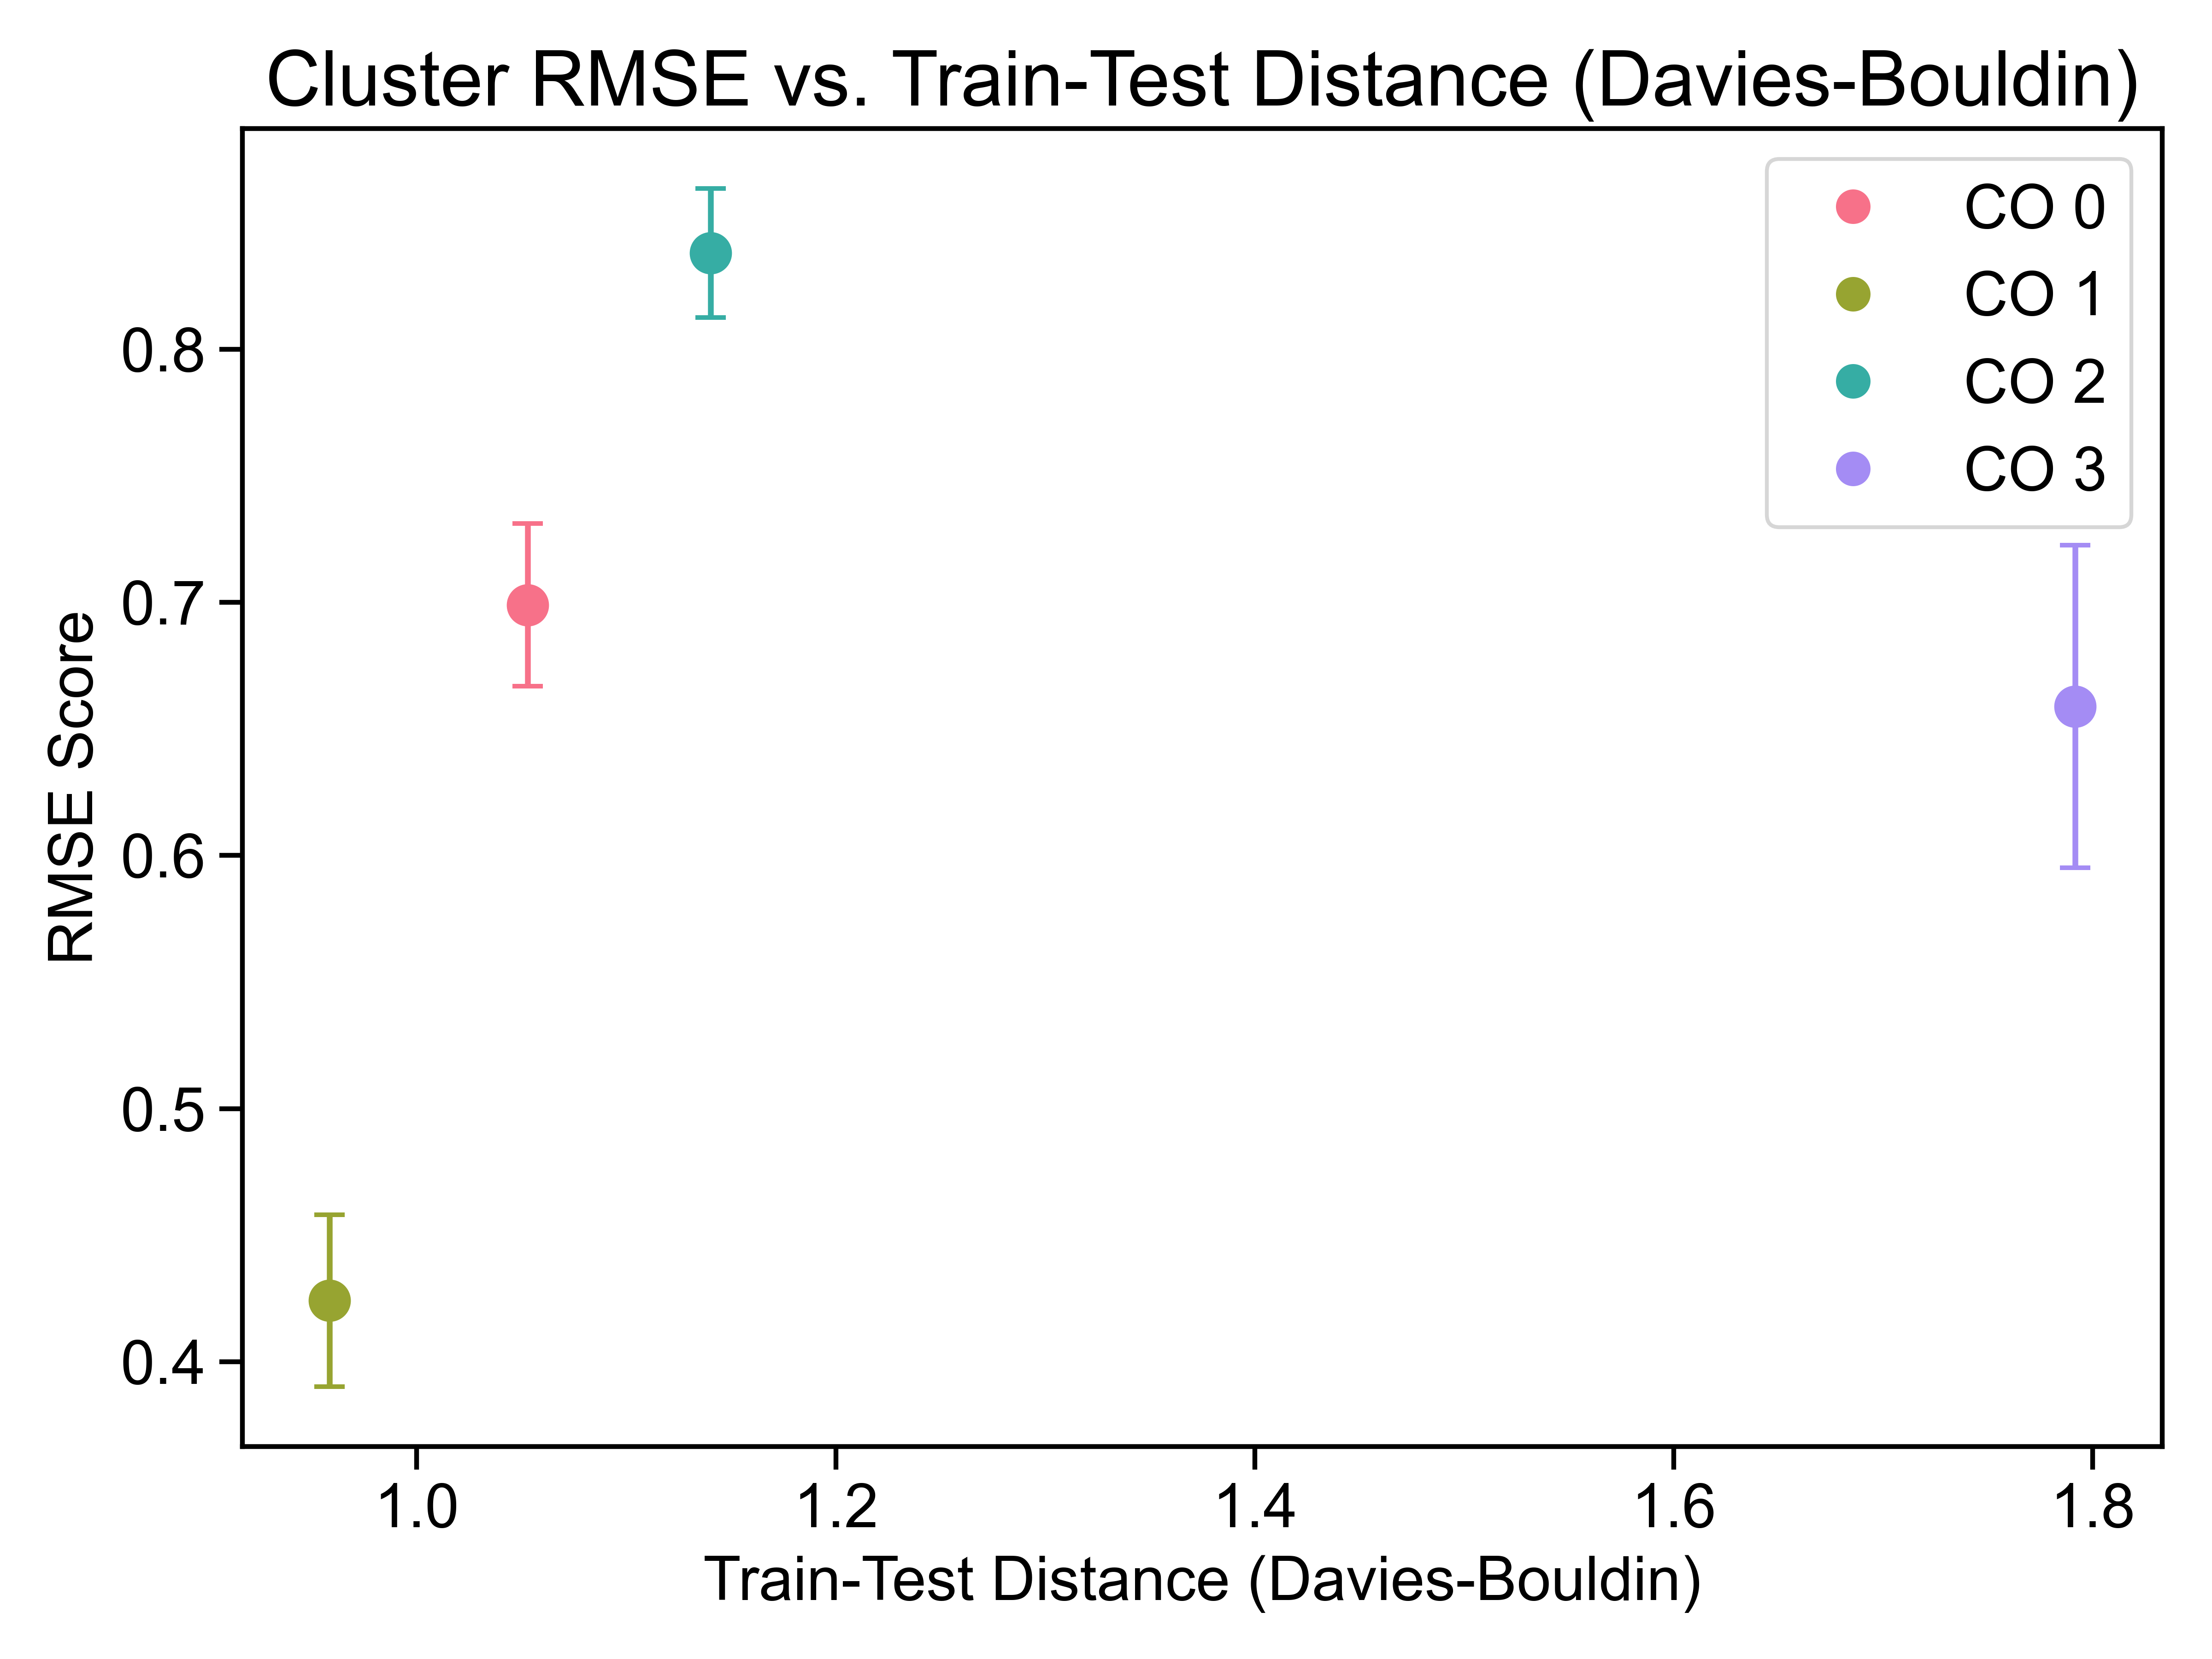 Cluster RMSE vs. Train-Test Distance (Davies-Bouldin)
CO 0
CO 1
CO 2
CO 3
RMSE Score
0.8
0.7
0.6
0.5
0.4
1.0 1.2 1.4 1.6 1.8
Train-Test Distance (Davies-Bouldin)